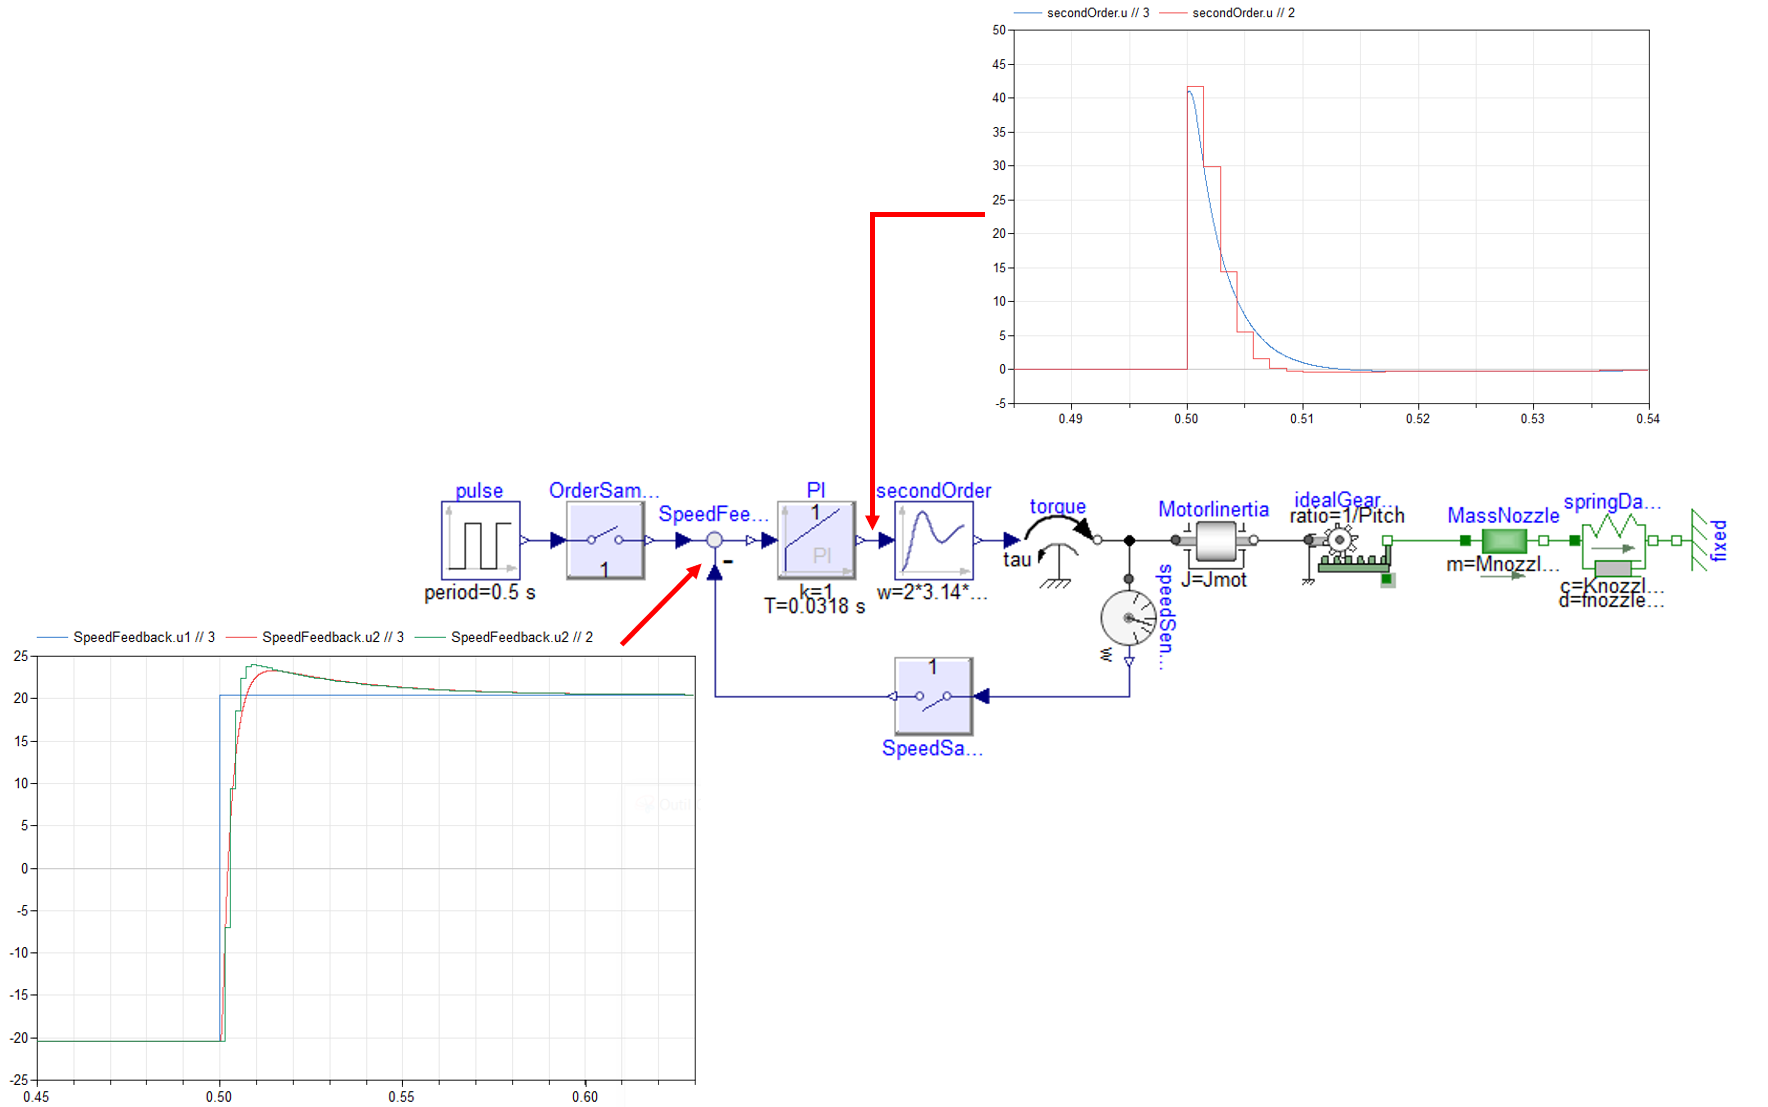 secondOrder.u // 3 secondOrder.u // 2
50
45
40
35
30
25
20
15
10
5
0
-5
0.49 0.50 0.51 0.52 0.53 0.54
pulse
period=0.5 s
OrderSam...
1
SpeedFee...
-
PI
1
PI
k=1
T=0.0318 s
secondOrder
w=2*3.14*...
torque
tau
MotorInertia
J=Jmot
idealGear...
ratio=1/Pitch
MassNozzle
m=Mnozzl...
springDa...
c=Knozzl...
d=fnozzle...
fixed
speedSen...
w
1
SpeedSa...
SpeedFeedback.u1 // 3 SpeedFeedback.u2 // 3 SpeedFeedback.u2 // 2
25
20
15
10
5
0
-5
-10
-15
-20
-25
0.45 0.50 0.55 0.60